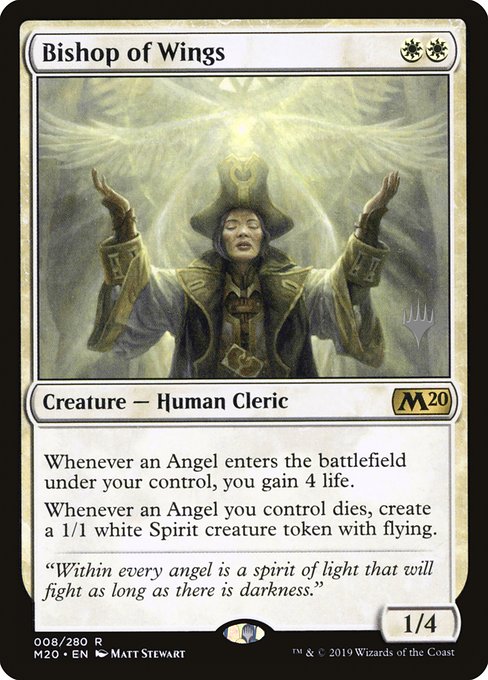 Bishop of Wings
Creature — Human Cleric
M20
Whenever an Angel enters the battlefield
under your control, you gain 4 life.
Whenever an Angel you control dies, create
a 1/1 white Spirit creature token with flying.
“Within every angel is a spirit of light that will
fight as long as there is darkness.”
1/4
008/280 R
M20 • EN Matt Stewart
™ & © 2019 Wizards of the Coast